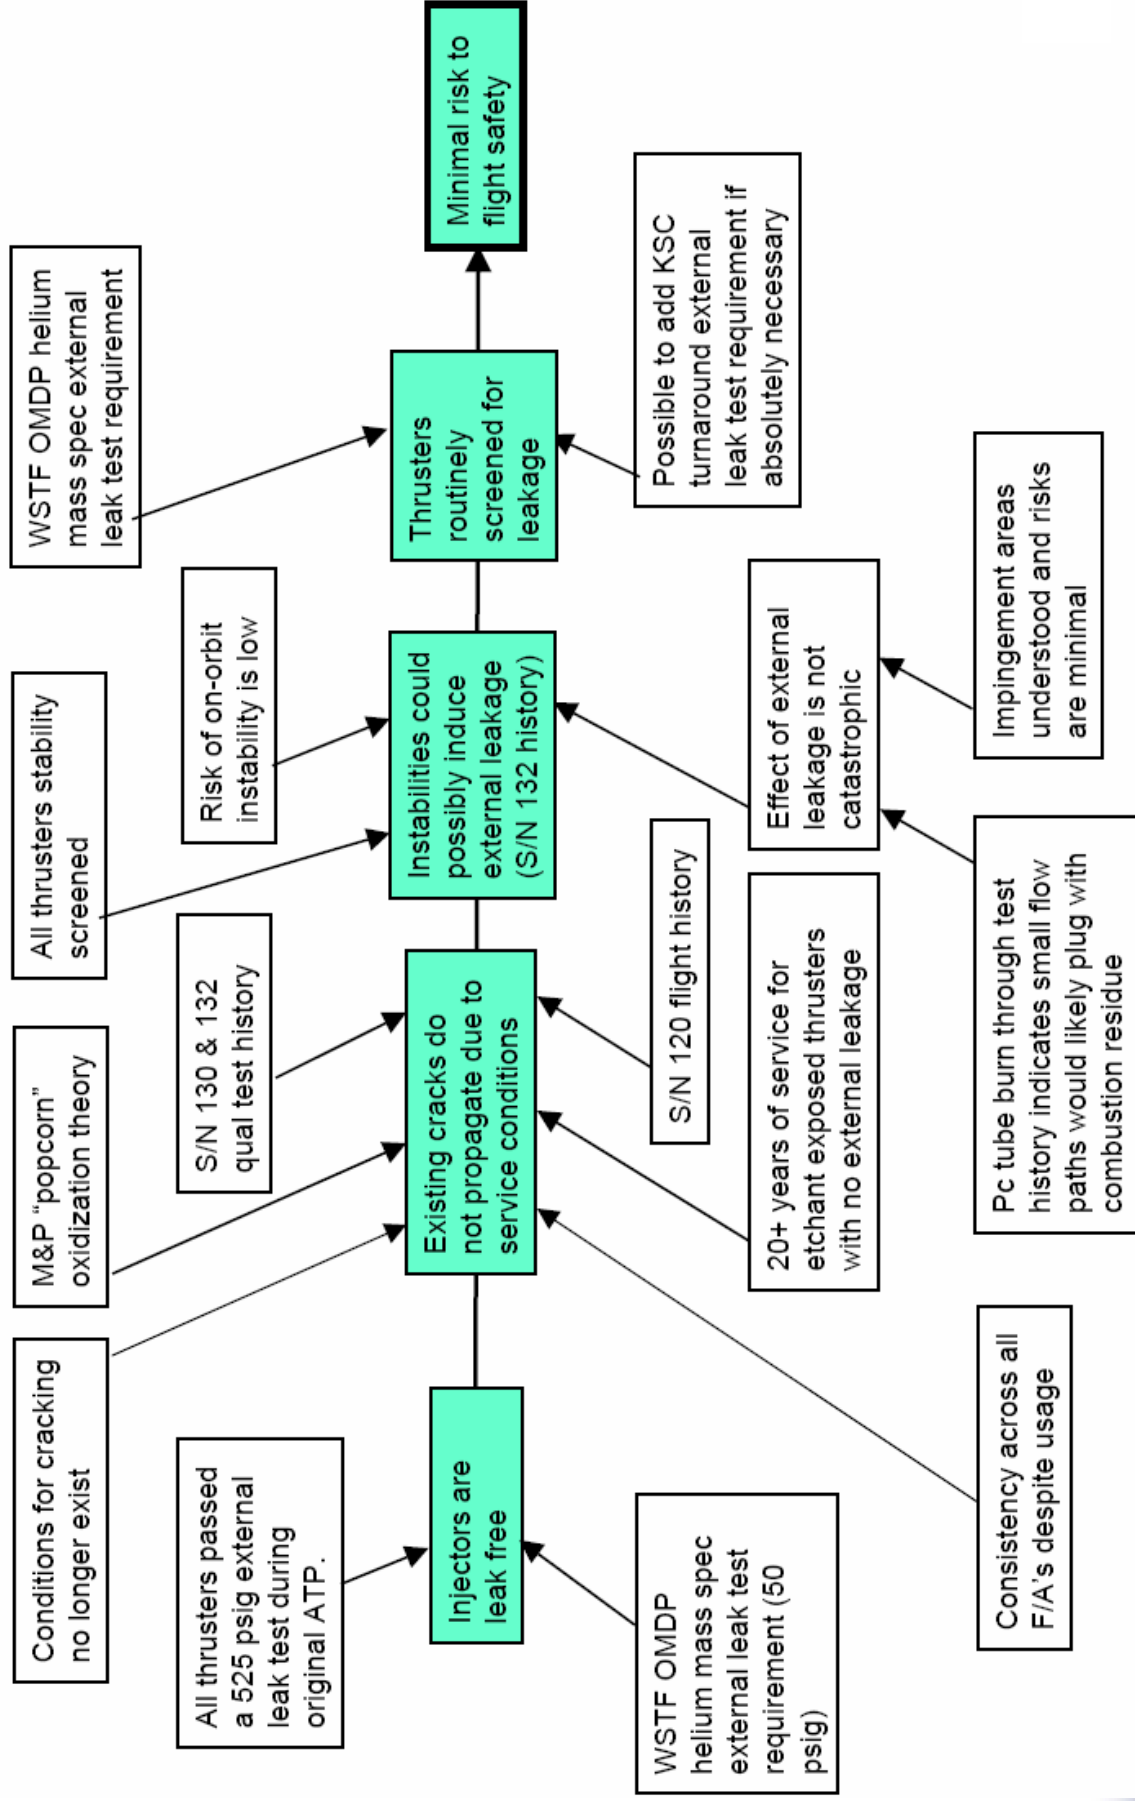 Conditions for cracking
no longer exist
M&P “popcorn”
oxidization theory
All thrusters stability
screened
WSTF OMDP helium
mass spec external
leak test requirement
All thrusters passed
a 525 psig external
leak test during
original ATP.
S/N 130 & 132
qual test history
Risk of on-orbit
instability is low
Injectors are
leak free
Existing cracks do
not propagate due to
service conditions
Instabilities could
possibly induce
external leakage
(S/N 132 history)
Thrusters
routinely
screened for
leakage
Minimal risk to
flight safety
WSTF OMDP
helium mass spec
external leak test
requirement (50
psig)
S/N 120 flight history
20+ years of service for
etchant exposed thrusters
with no external leakage
Effect of external
leakage is not
catastrophic
Possible to add KSC
turnaround external
leak test requirement if
absolutely necessary
Consistency across all
F/A’s despite usage
Pc tube burn through test
history indicates small flow
paths would likely plug with
combustion residue
Impingement areas
understood and risks
are minimal